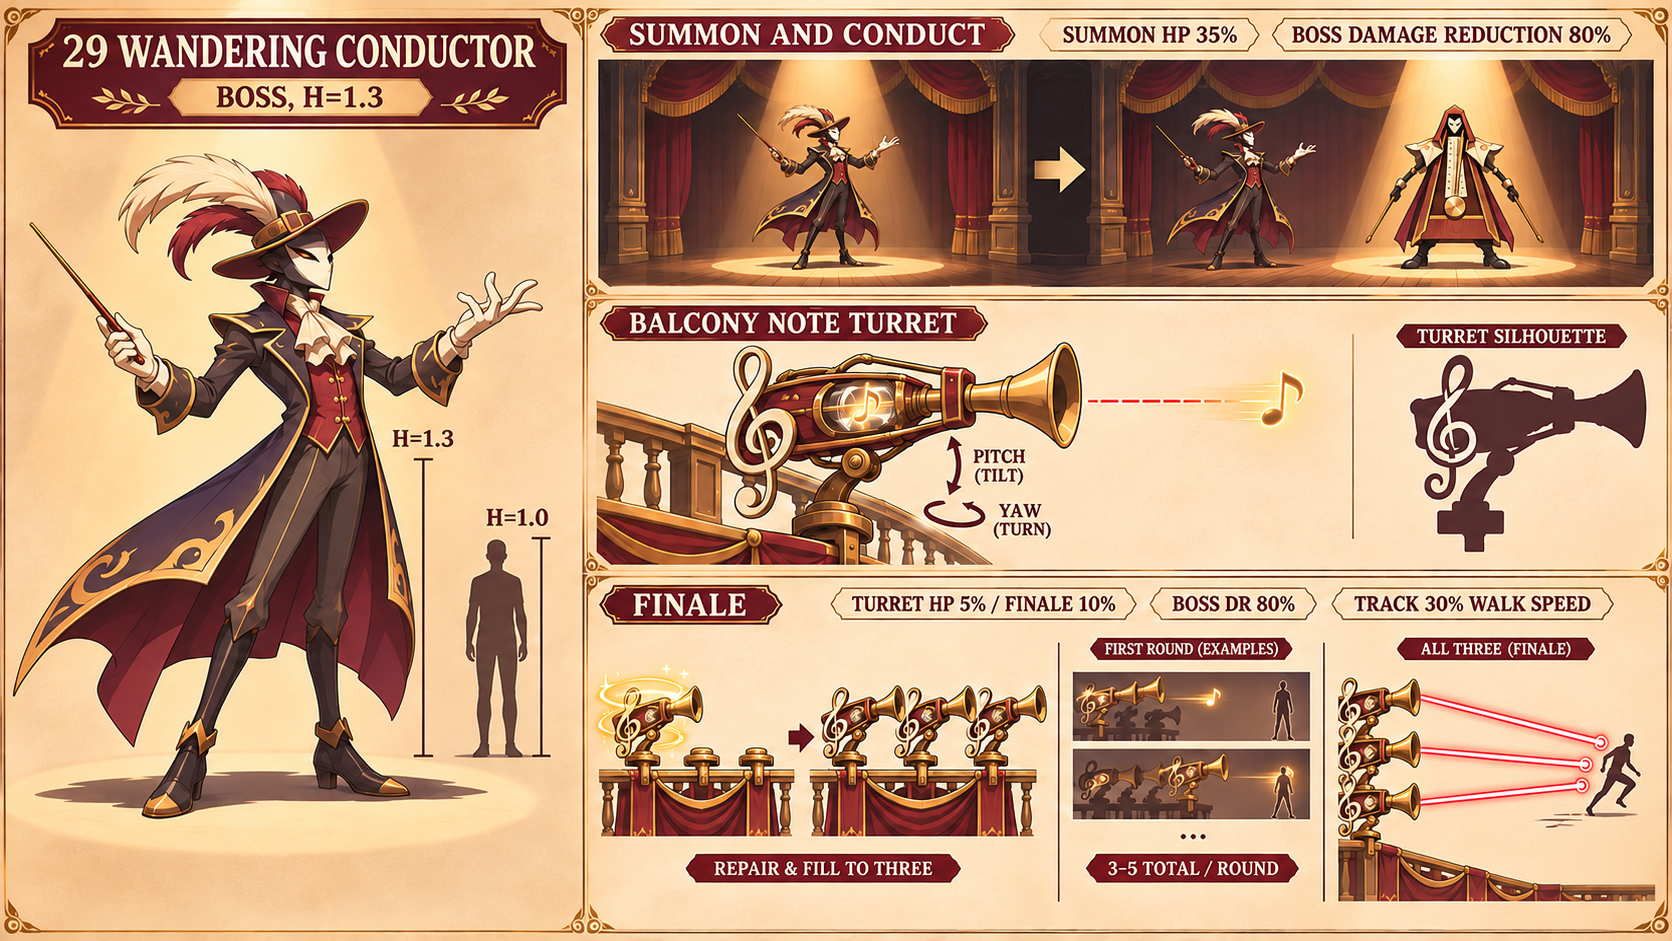 29 WANDERING CONDUCTOR
BOSS, H=1.3
H=1.3
H=1.0
SUMMON AND CONDUCT
SUMMON HP 35%
BOSS DAMAGE REDUCTION 80%
BALCONY NOTE TURRET
PITCH
(TILT)
YAW
(TURN)
TURRET SILHOUETTE
FINALE
TURRET HP 5% / FINALE 10%
BOSS DR 80%
TRACK 30% WALK SPEED
REPAIR & FILL TO THREE
FIRST ROUND (EXAMPLES)
...
3–5 TOTAL / ROUND
ALL THREE (FINALE)